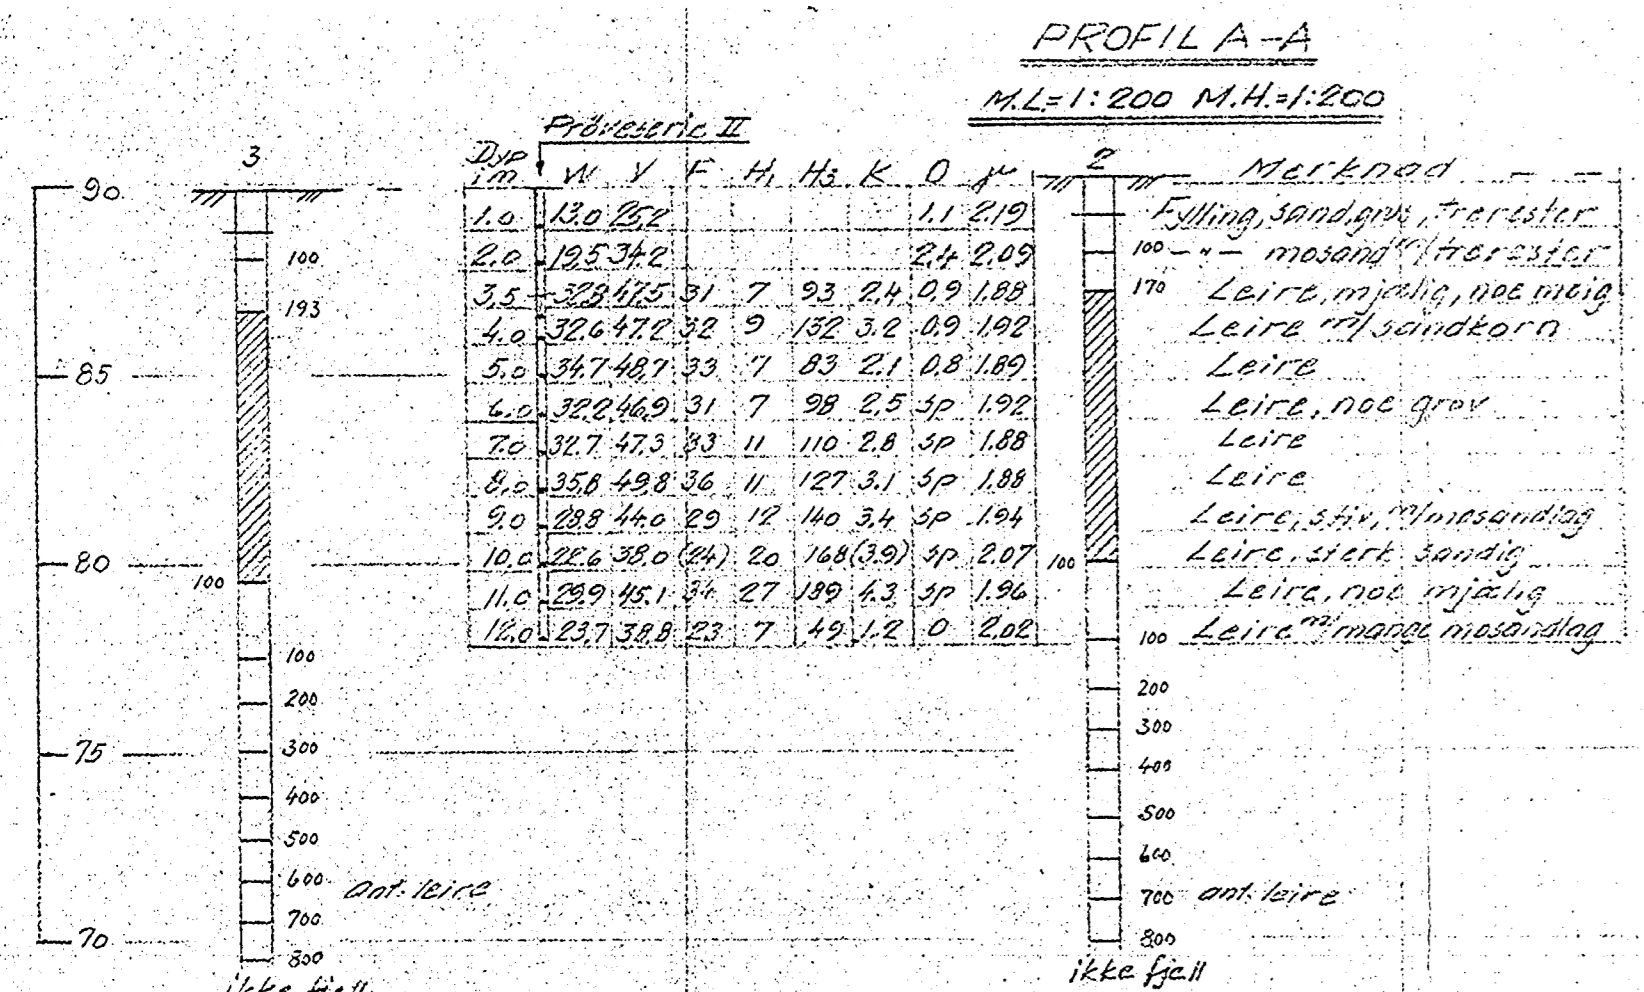 PROFIL A-A
M.L.=1:200 M.H.=1:200
Pröveserie II
3
Dyp i m W V F H₁ H₃ K O μ
2
Merknad
90
1.0 13.0 25.2 1.1 2.19
Fylling, sand, grus, trerester
100
2.0 19.5 34.2 2.4 2.09
100 - " - mosand m/trerester
193
3.5 32.8 47.5 31 7 93 2.4 0.9 1.88
170 Leire, mjælig, noe moig
4.0 32.6 47.2 32 9 132 3.2 0.9 1.92
Leire m/sandkorn
85
5.0 34.7 48.7 33 7 83 2.1 0.8 1.89
Leire
6.0 32.2 46.9 31 7 98 2.5 sp 1.92
Leire, noe grov
7.0 32.7 47.3 33 11 110 2.8 sp 1.88
Leire
8.0 35.8 49.8 36 11 127 3.1 sp 1.88
Leire
9.0 28.8 44.0 29 12 140 3.4 sp 1.94
Leire, stiv, m/mosandlag
80
100
10.0 22.6 38.0 (24) 20 168 (3.9) sp 2.07
100 Leire, sterk sandig
11.0 29.9 45.1 34 27 189 4.3 sp 1.96
Leire, noe mjælig
12.0 23.7 38.8 23 7 49 1.2 0 2.02
100 Leire m/mange mosandlag
100
200
200
300
75
300
400
400
500
500
600
600 ant. leire
700 ant. leire
700
70
800
800
ikke fjell
ikke fjell